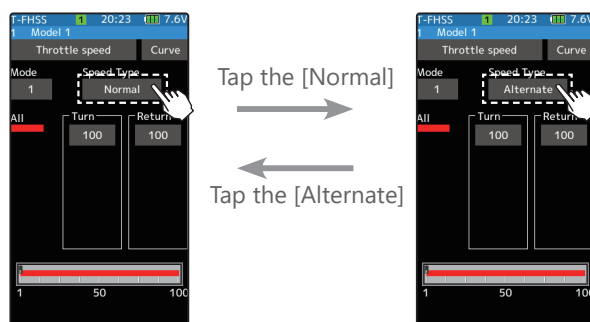 T-FHSS 1 20:23 7.6V
1 Model 1
Throttle speed Curve
Mode Speed Type
1 Normal
All Turn Return
100 100
1 50 100
Tap the [Normal]
Tap the [Alternate]
T-FHSS 1 20:23 7.6V
1 Model 1
Throttle speed Curve
Mode Speed Type
1 Alternate
All Turn Return
100 100
1 50 100